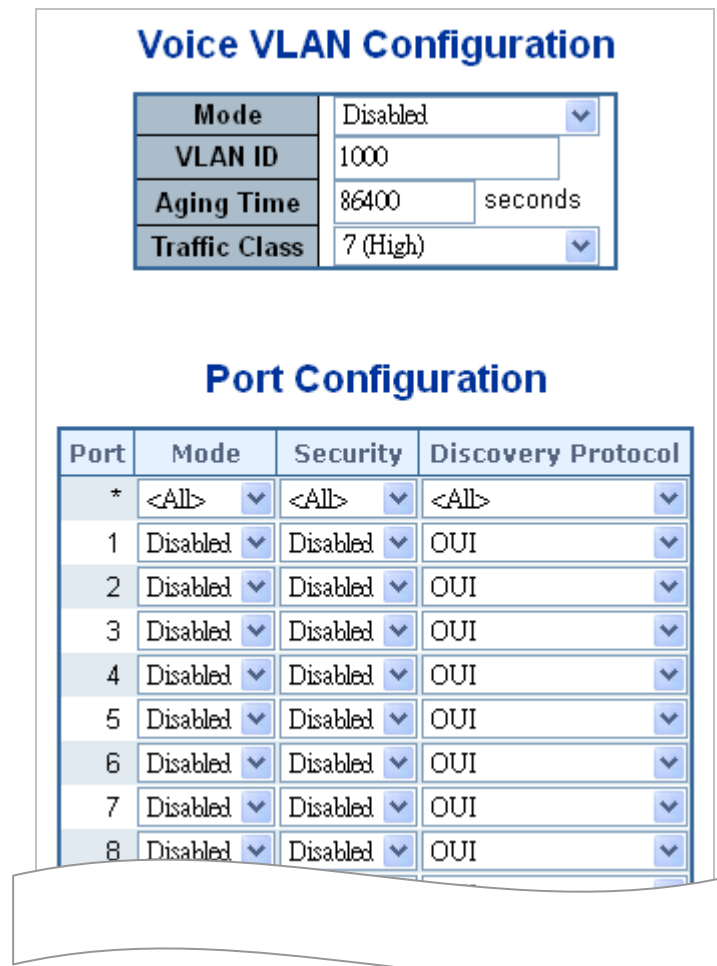 Voice VLAN Configuration
Mode Disabled
VLAN ID 1000
Aging Time 86400 seconds
Traffic Class 7 (High)
Port Configuration
Port Mode Security Discovery Protocol
* <All> <All> <All>
1 Disabled Disabled OUI
2 Disabled Disabled OUI
3 Disabled Disabled OUI
4 Disabled Disabled OUI
5 Disabled Disabled OUI
6 Disabled Disabled OUI
7 Disabled Disabled OUI
8 Disabled Disabled OUI